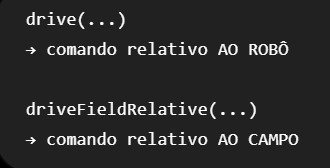 drive(...)
→ comando relativo AO ROBÔ
driveFieldRelative(...)
→ comando relativo AO CAMPO